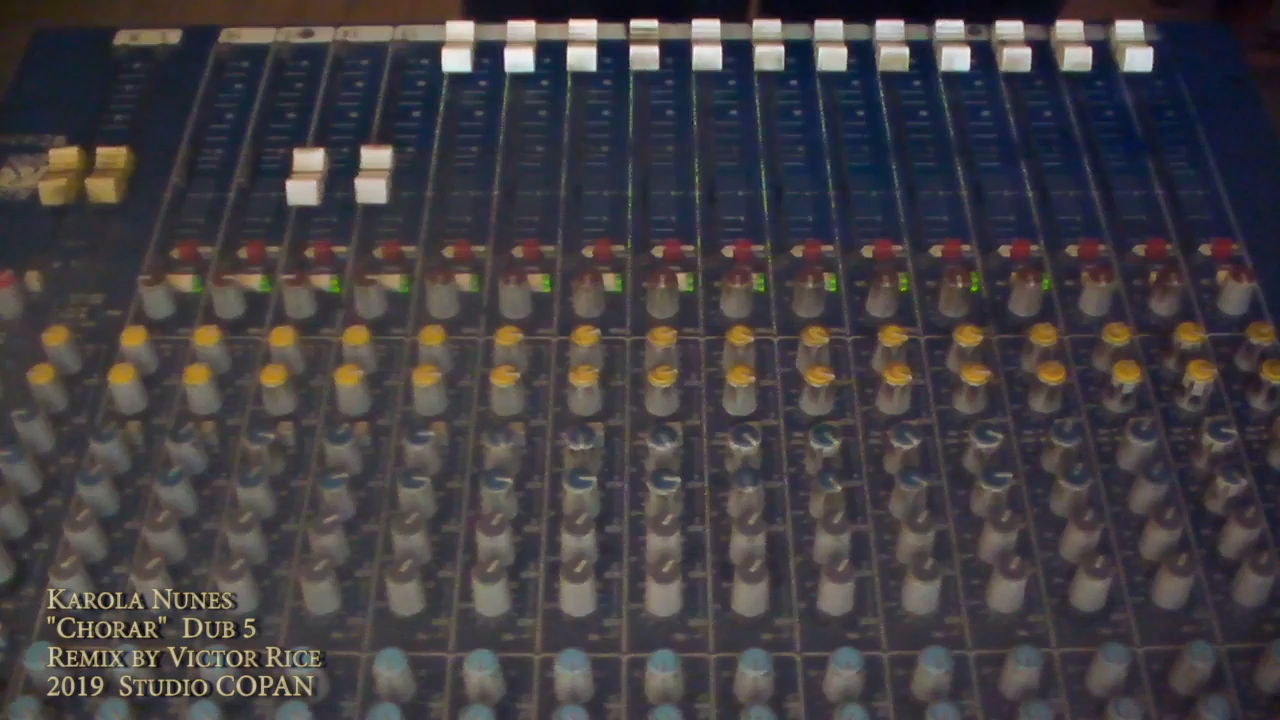 Karola Nunes
"Chorar" Dub 5
Remix by Victor Rice
2019 Studio COPAN